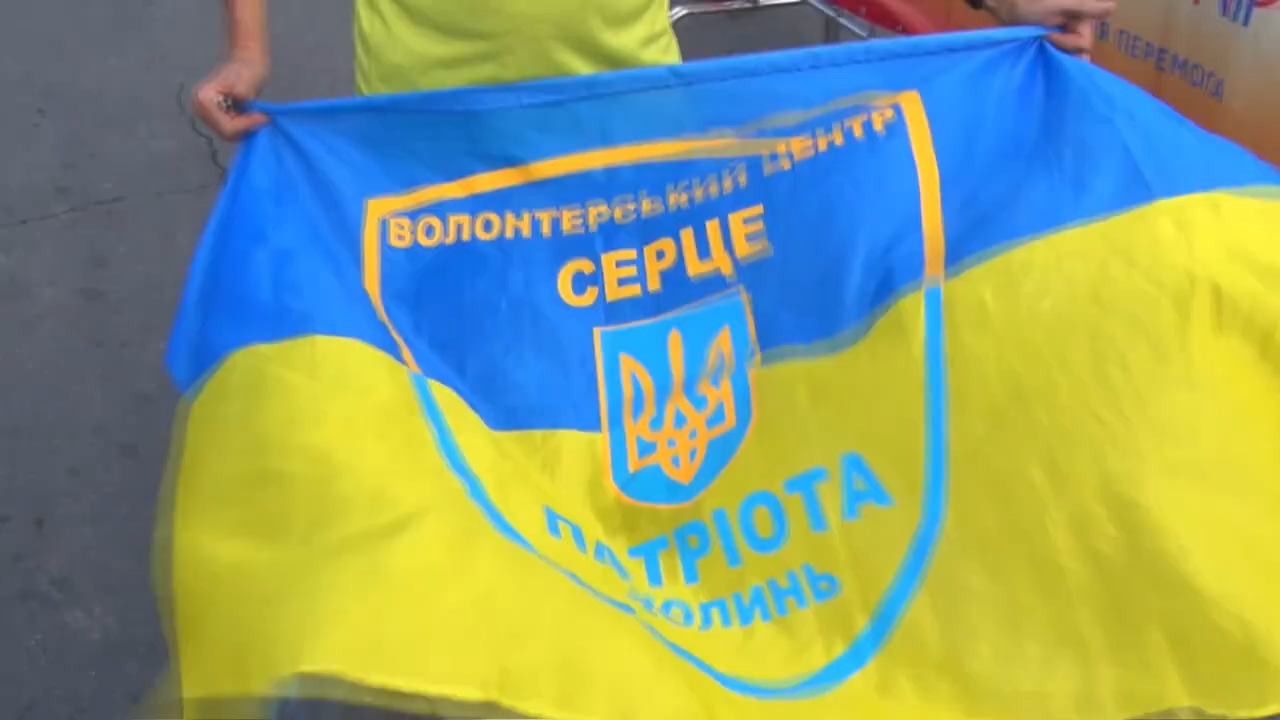 ВОЛОНТЕРСЬКИЙ ЦЕНТР
СЕРЦЕ
ПАТРІОТА
ВОЛИНЬ
ПЕРЕМОГА